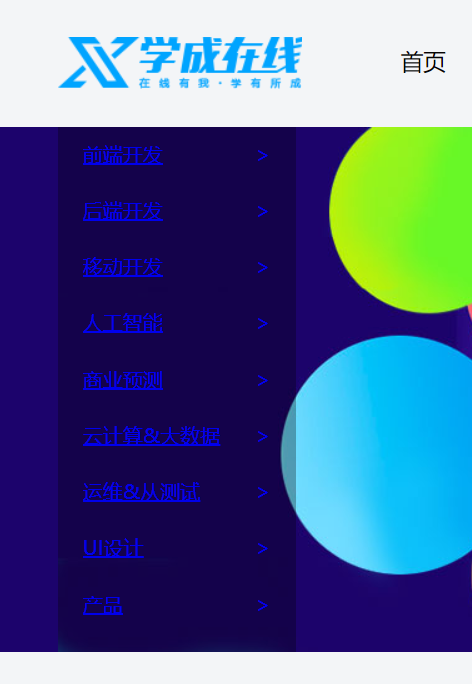 学成在线
在线有我·学有所成
首页
前端开发 >
后端开发 >
移动开发 >
人工智能 >
商业预测 >
云计算&大数据 >
运维&从测试 >
UI设计 >
产品 >